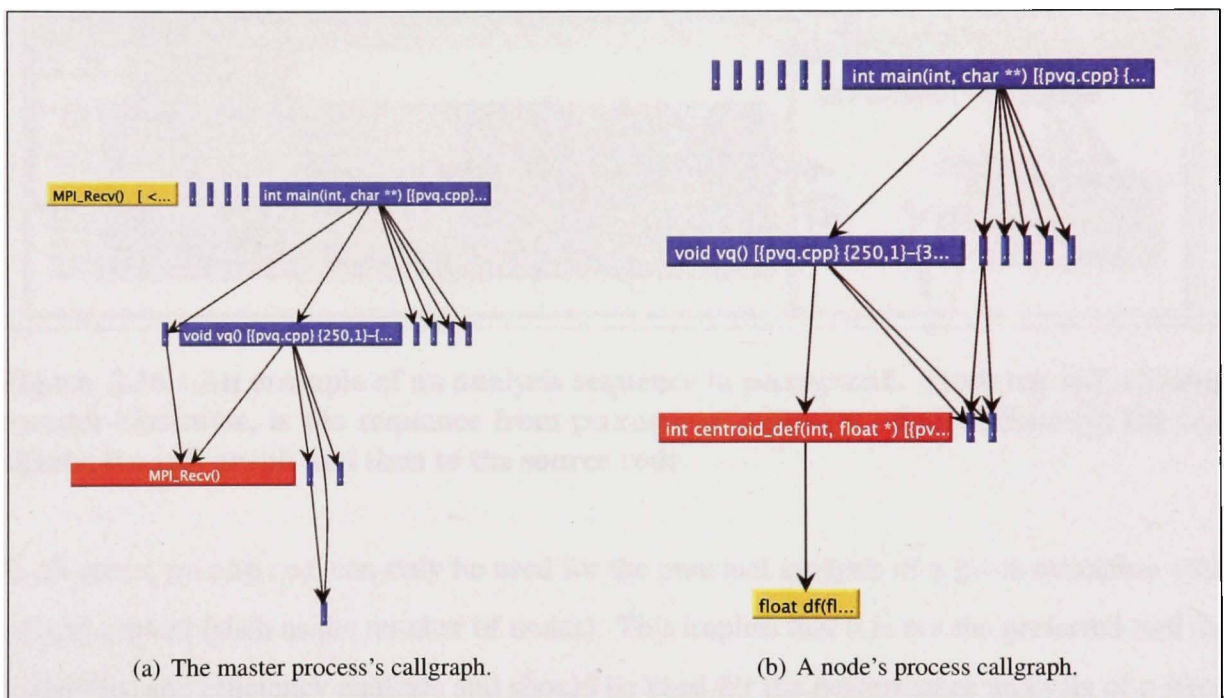 int main(int, char **) [{pvq.cpp} {...
MPI_Recv() [ <...
int main(int, char **) [{pvq.cpp}...
void vq() [{pvq.cpp} {250,1}–{3...
void vq() [{pvq.cpp} {250,1}–{...
int centroid_def(int, float *) [{pv...
MPI_Recv()
float df(fl...
(a) The master process's callgraph.
(b) A node's process callgraph.